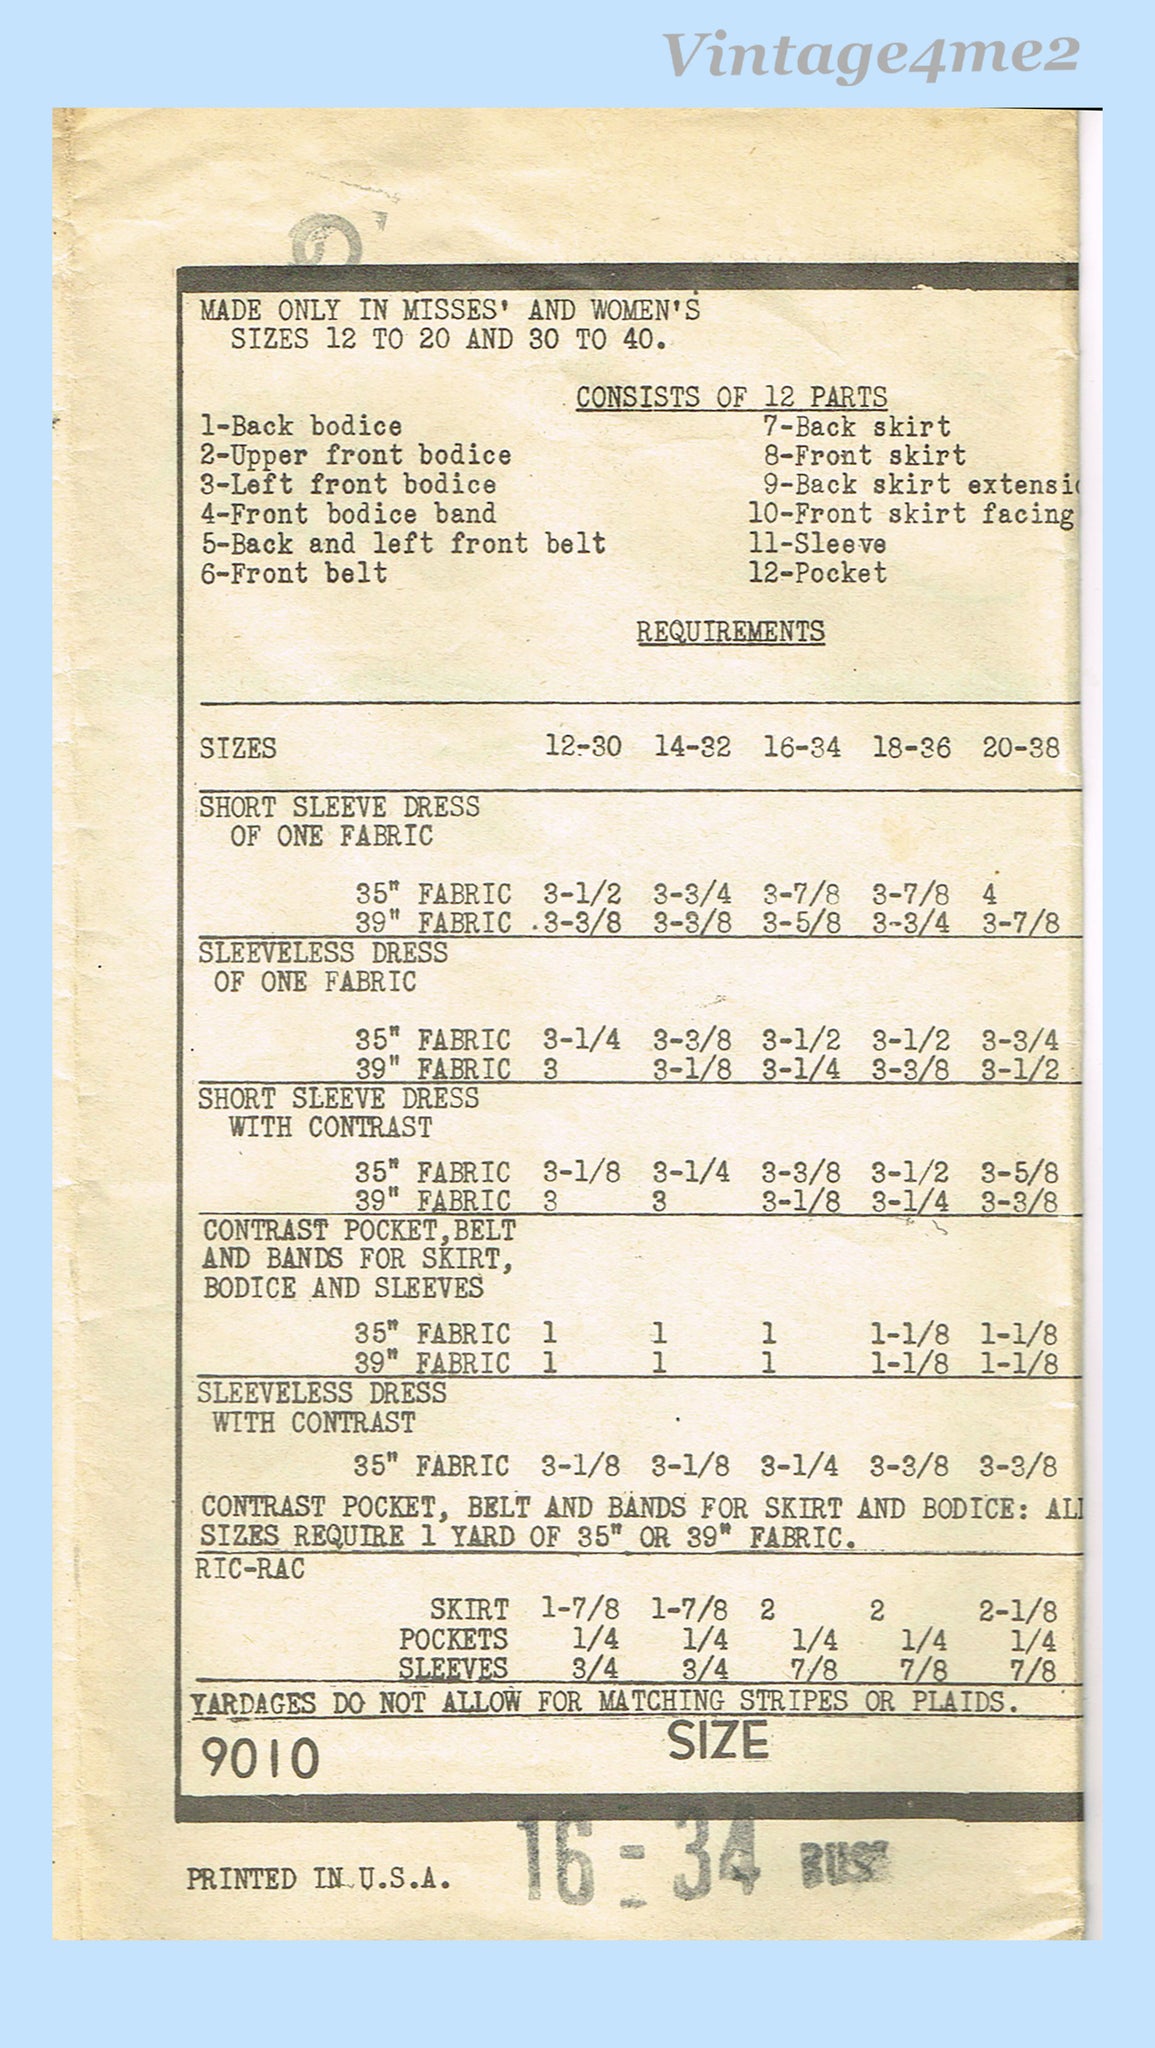 Vintage4me2
MADE ONLY IN MISSES' AND WOMEN'S
SIZES 12 TO 20 AND 30 TO 40.
CONSISTS OF 12 PARTS
1-Back bodice
2-Upper front bodice
3-Left front bodice
4-Front bodice band
5-Back and left front belt
6-Front belt
7-Back skirt
8-Front skirt
9-Back skirt
10-Front skirt facing
11-Sleeve
12-Pocket
REQUIREMENTS
SIZES 12-30 14-32 16-34 18-36 20-38
SHORT SLEEVE DRESS
OF ONE FABRIC
35" FABRIC 3-1/2 3-3/4 3-7/8 3-7/8 4
39" FABRIC 3-3/8 3-3/8 3-5/8 3-3/4 3-7/8
SLEEVELESS DRESS
OF ONE FABRIC
35" FABRIC 3-1/4 3-3/8 3-1/2 3-1/2 3-3/4
39" FABRIC 3 3-1/8 3-1/4 3-3/8 3-1/2
SHORT SLEEVE DRESS
WITH CONTRAST
35" FABRIC 3-1/8 3-1/4 3-3/8 3-1/2 3-5/8
39" FABRIC 3 3 3-1/8 3-1/4 3-3/8
CONTRAST POCKET, BELT
AND BANDS FOR SKIRT,
BODICE AND SLEEVES
35" FABRIC 1 1 1 1-1/8 1-1/8
39" FABRIC 1 1 1 1-1/8 1-1/8
SLEEVELESS DRESS
WITH CONTRAST
35" FABRIC 3-1/8 3-1/8 3-1/4 3-3/8 3-3/8
CONTRAST POCKET, BELT AND BANDS FOR SKIRT AND BODICE: ALL
SIZES REQUIRE 1 YARD OF 35" OR 39" FABRIC.
RIC-RAC
SKIRT 1-7/8 1-7/8 2 2 2-1/8
POCKETS 1/4 1/4 1/4 1/4 1/4
SLEEVES 3/4 3/4 7/8 7/8 7/8
YARDAGES DO NOT ALLOW FOR MATCHING STRIPES OR PLAIDS.
9010 SIZE
16-34 BUST
PRINTED IN U.S.A.